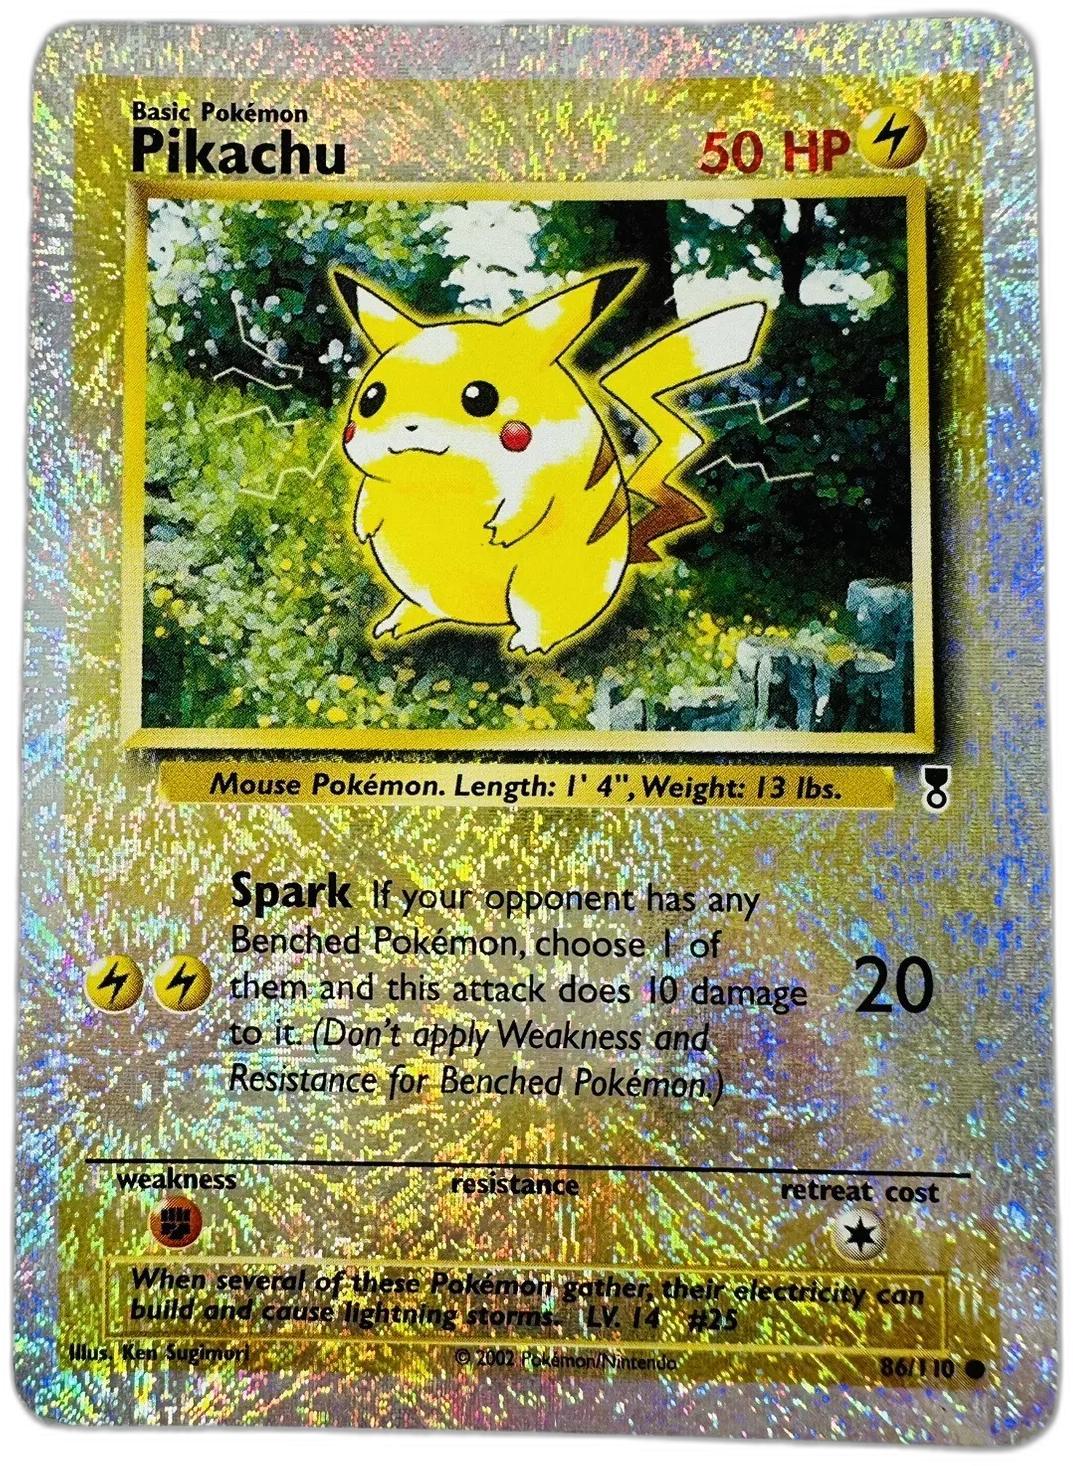 Basic Pokémon
Pikachu
50 HP
Mouse Pokémon. Length: 1' 4", Weight: 13 lbs.
Spark If your opponent has any
Benched Pokémon, choose 1 of
them and this attack does 10 damage
to it. (Don't apply Weakness and
Resistance for Benched Pokémon.)
20
weakness
resistance
retreat cost
When several of these Pokémon gather, their electricity can
build and cause lightning storms. LV. 14 #25
Illus. Ken Sugimori
© 2002 Pokémon/Nintendo
86/110